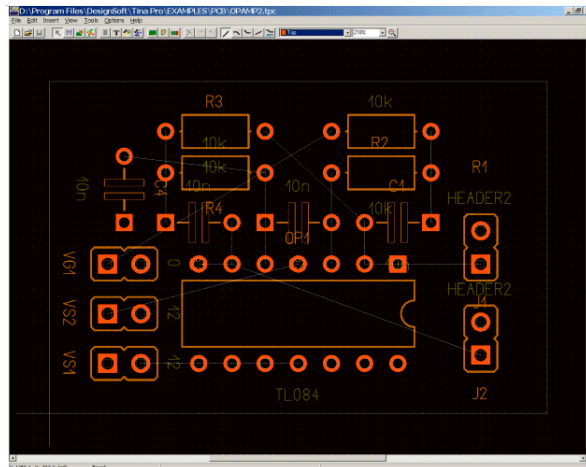 D:\Program Files\DesignSoft\Tina Pro\EXAMPLES\PCB\OPAMP2.tpc
File Edit Insert View Tools Options Help
Top
R3
10k
10k
R2
R1
10k
C4
10n
10n
10n
C1
HEADER2
R4
10k
OP1
VG1
0
HEADER2
J1
VS2
12
VS1
12
TL084
J2